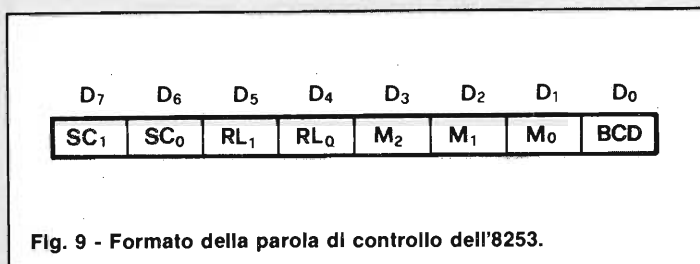 D₇ D₆ D₅ D₄ D₃ D₂ D₁ D₀
SC₁ SC₀ RL₁ RL₀ M₂ M₁ M₀ BCD
Fig. 9 - Formato della parola di controllo dell'8253.